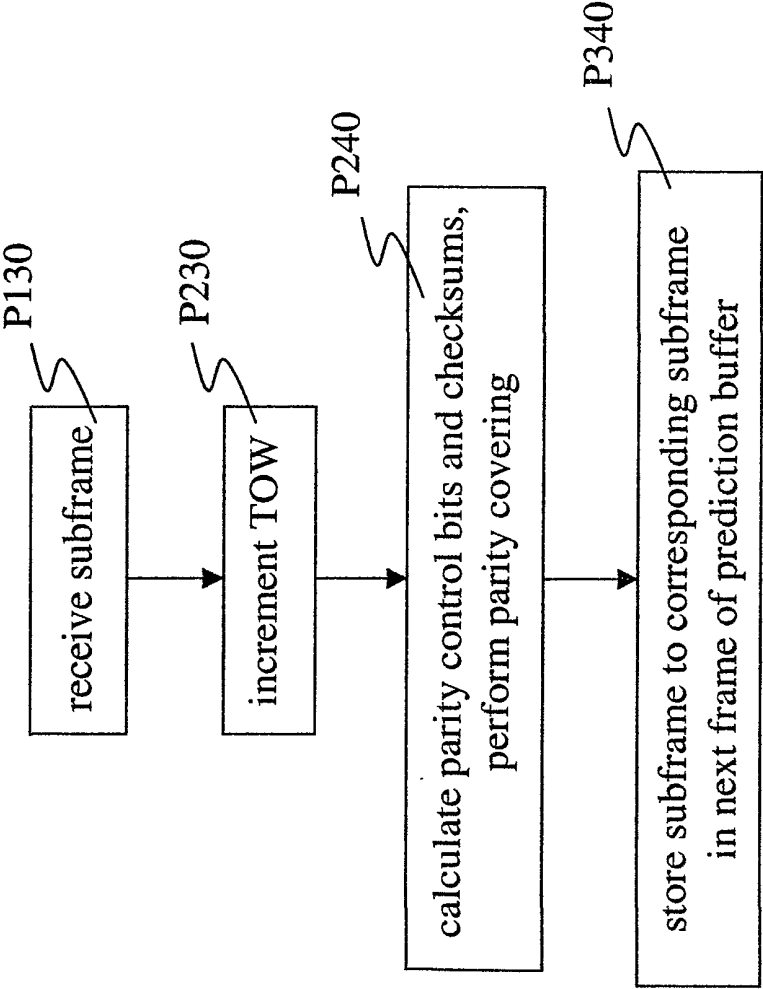 P130
receive subframe
P230
increment TOW
P240
calculate parity control bits and checksums,
perform parity covering
P340
store subframe to corresponding subframe
in next frame of prediction buffer